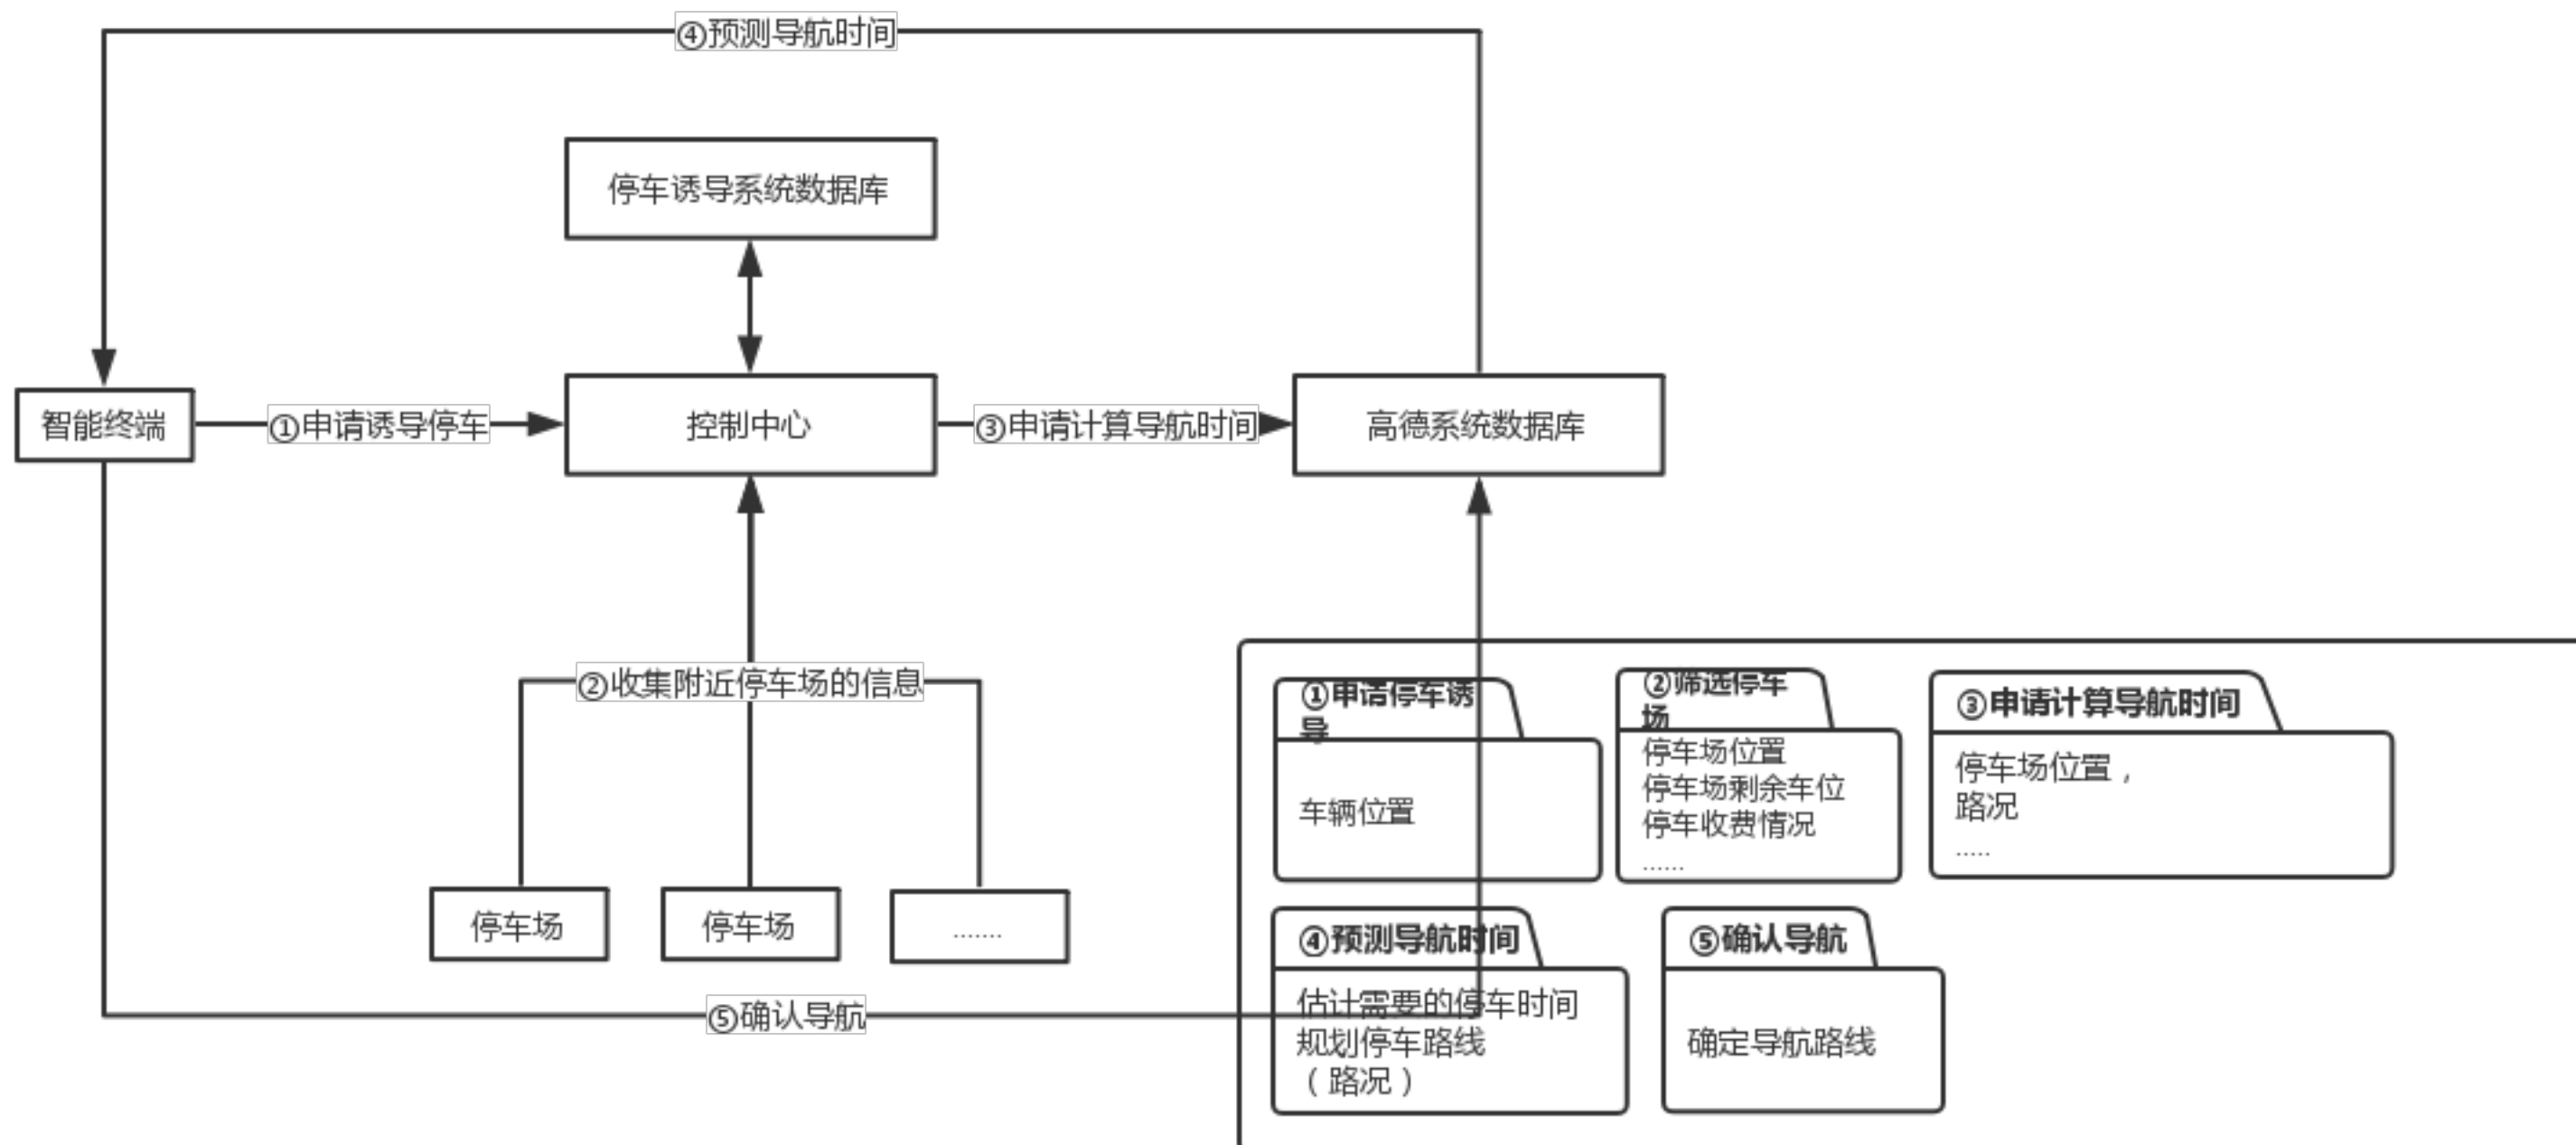 ④预测导航时间
停车诱导系统数据库
智能终端
①申请诱导停车
控制中心
③申请计算导航时间
高德系统数据库
②收集附近停车场的信息
停车场
停车场
.......
⑤确认导航
①申请停车诱
导
车辆位置
②筛选停车
场
停车场位置
停车场剩余车位
停车收费情况
......
③申请计算导航时间
停车场位置，
路况
.....
④预测导航时间
估计需要的停车时间
规划停车路线
（路况）
⑤确认导航
确定导航路线